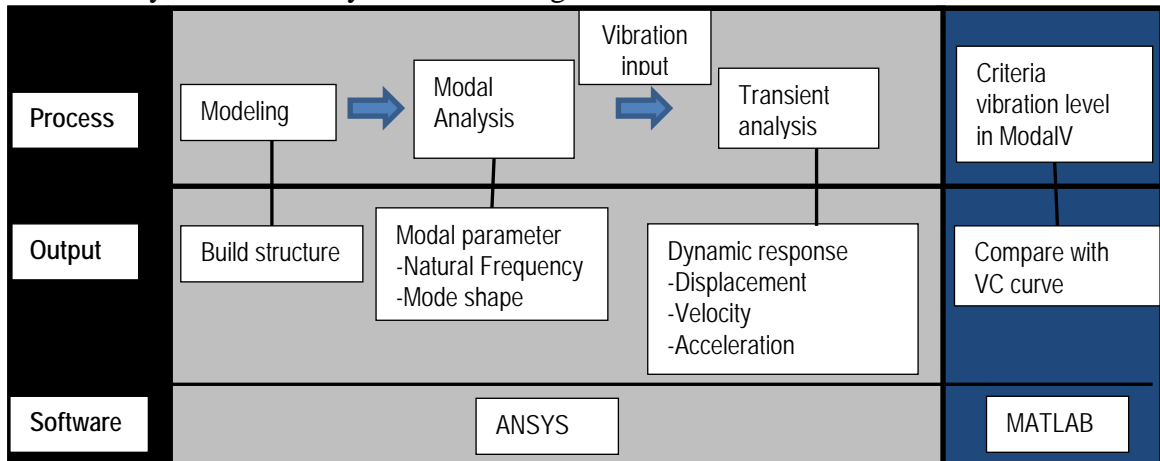 Vibration
input
Process
Modeling
Modal
Analysis
Transient
analysis
Criteria
vibration level
in ModalV
Output
Build structure
Modal parameter
-Natural Frequency
-Mode shape
Dynamic response
-Displacement
-Velocity
-Acceleration
Compare with
VC curve
Software
ANSYS
MATLAB